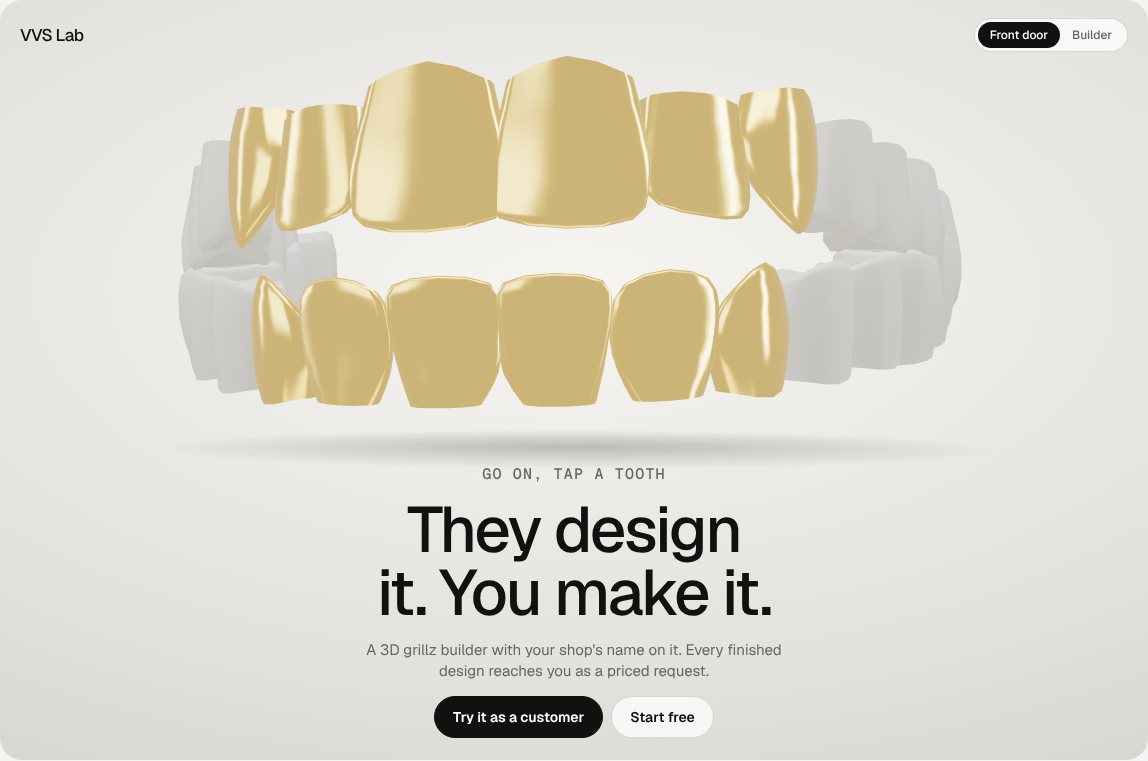 VVS Lab
Front door
Builder
GO ON, TAP A TOOTH
They design
it. You make it.
A 3D grillz builder with your shop's name on it. Every finished
design reaches you as a priced request.
Try it as a customer
Start free